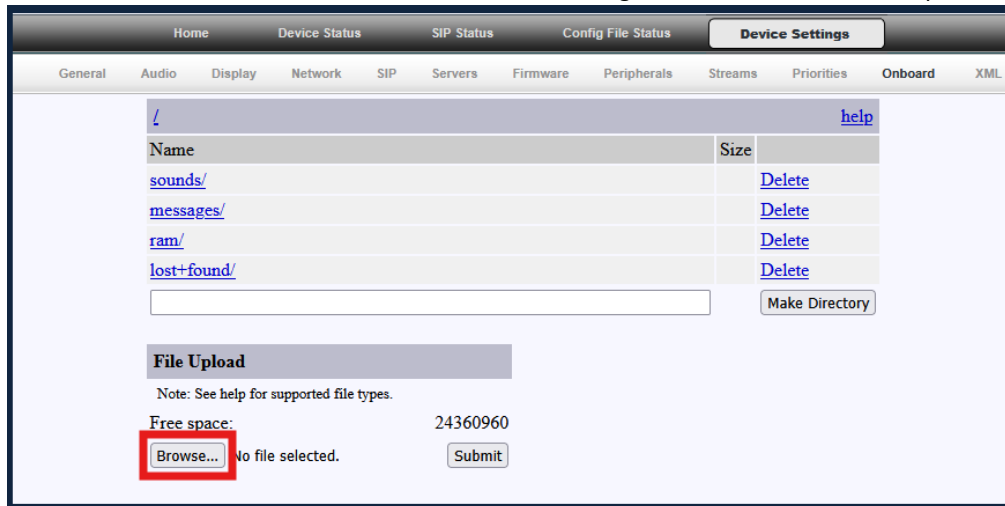 Home Device Status SIP Status Config File Status Device Settings
General Audio Display Network SIP Servers Firmware Peripherals Streams Priorities Onboard XML
/ help
Name Size
sounds/ Delete
messages/ Delete
ram/ Delete
lost+found/ Delete
Make Directory
File Upload
Note: See help for supported file types.
Free space: 24360960
Browse... No file selected. Submit